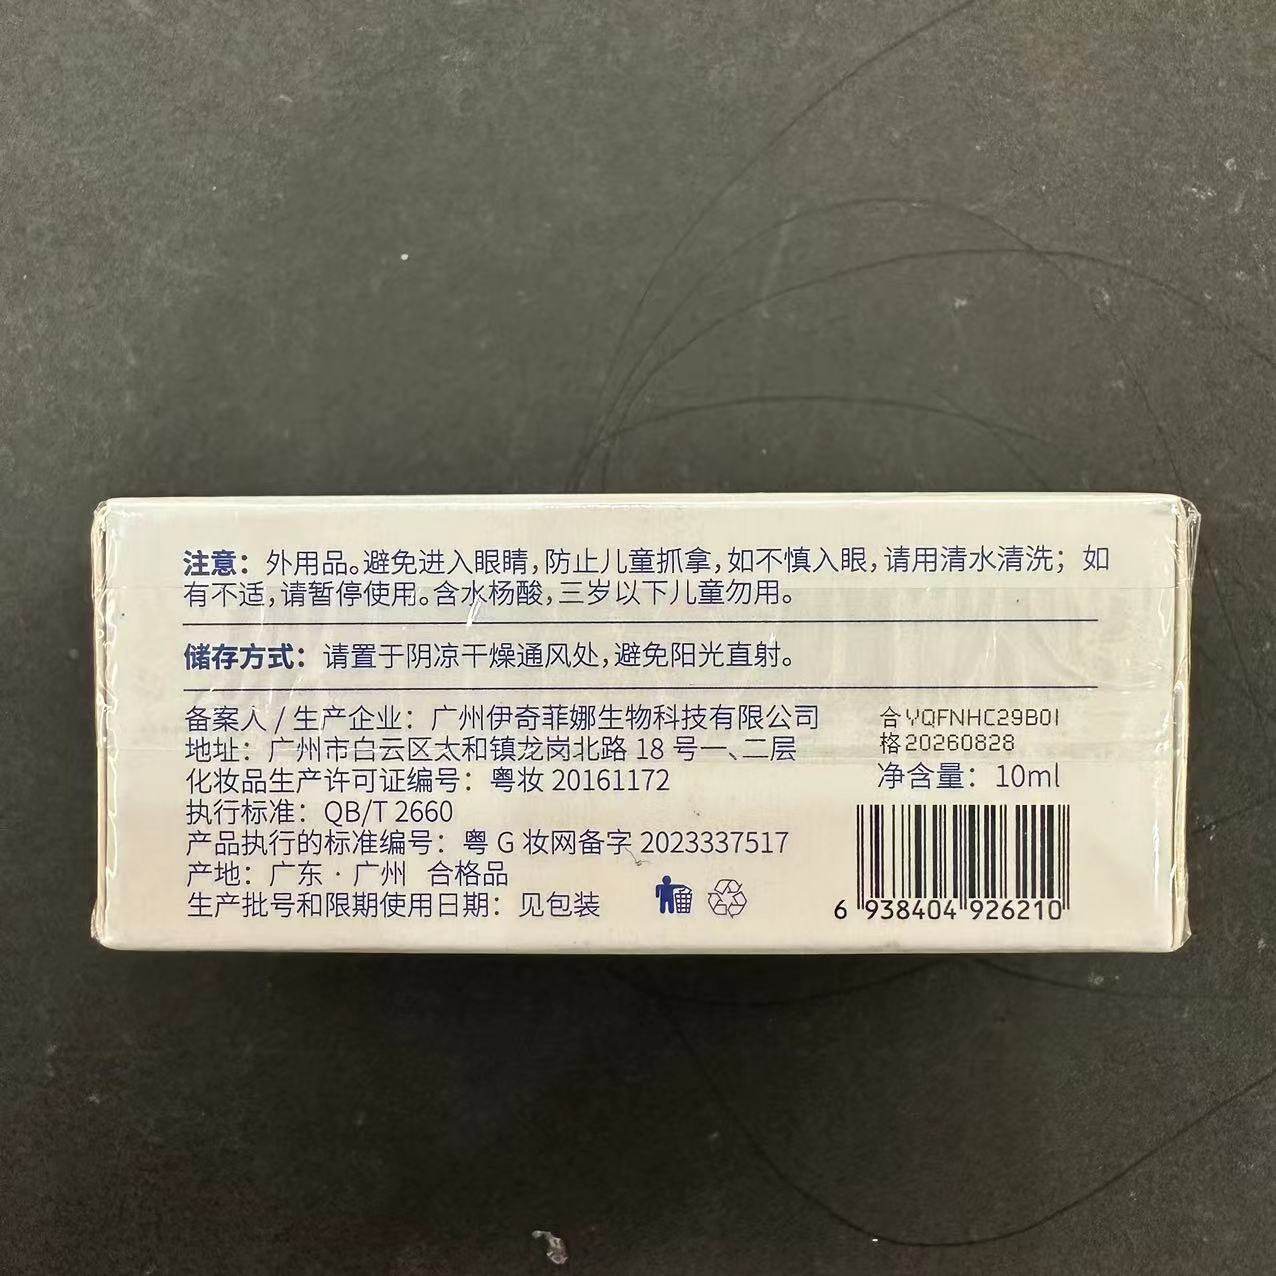 注意：外用品。避免进入眼睛，防止儿童抓拿，如不慎入眼，请用清水清洗；如
有不适，请暂停使用。含水杨酸，三岁以下儿童勿用。
储存方式：请置于阴凉干燥通风处，避免阳光直射。
备案人/生产企业：广州伊奇菲娜生物科技有限公司
地址：广州市白云区太和镇龙岗北路 18 号一、二层
化妆品生产许可证编号：粤妆 20161172
执行标准：QB/T 2660
产品执行的标准编号：粤 G 妆网备字 2023337517
产地：广东·广州 合格品
生产批号和限期使用日期：见包装
合 YQFNHC29B01
格 20260828
净含量：10ml
6 938404 926210